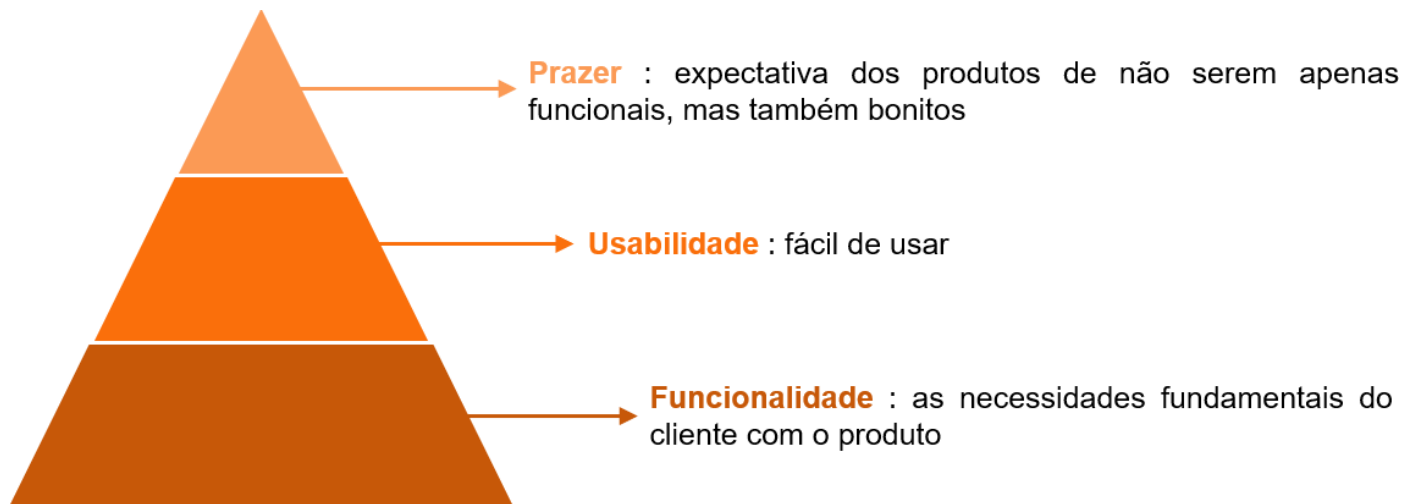 Prazer : expectativa dos produtos de não serem apenas
funcionais, mas também bonitos
Usabilidade : fácil de usar
Funcionalidade : as necessidades fundamentais do
cliente com o produto